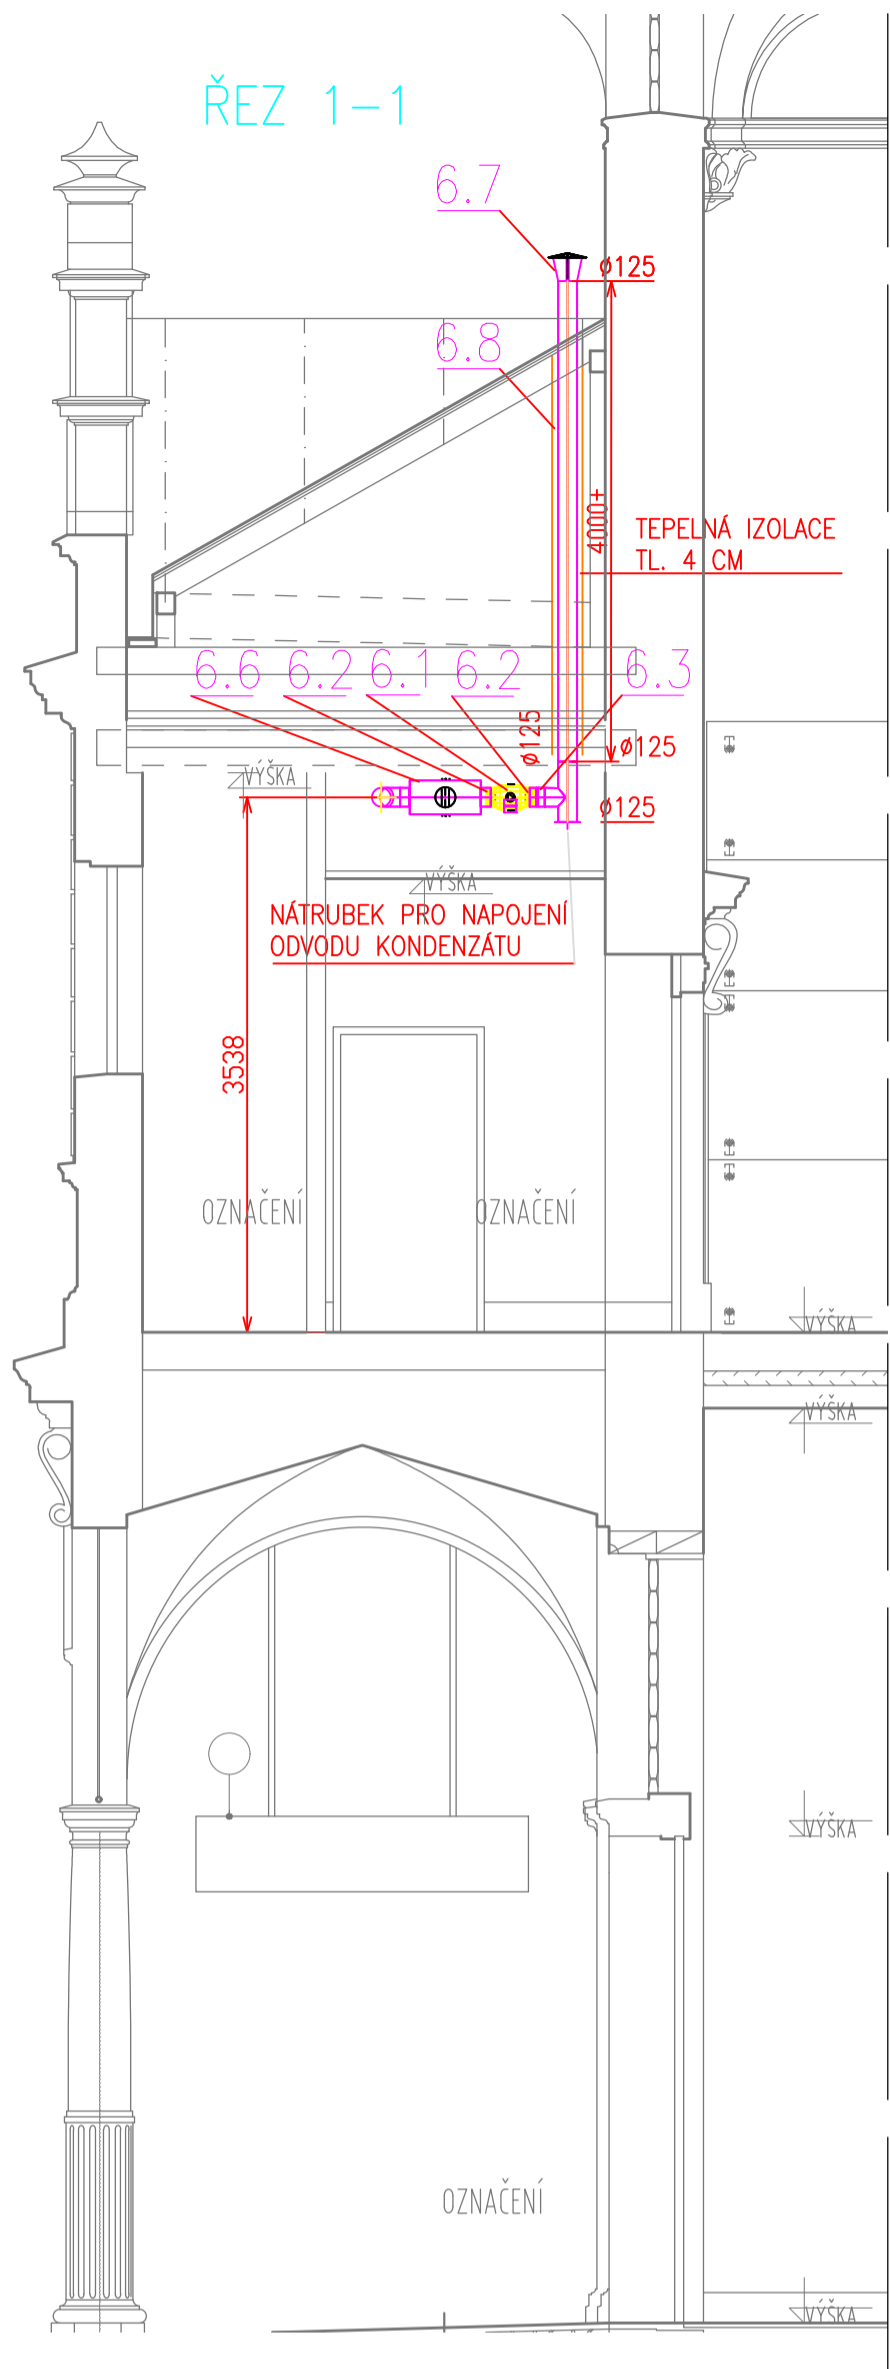 ŘEZ 1-1
6.7
ø125
6.8
4000+
TEPELNÁ IZOLACE
TL. 4 CM
6.6
6.2
6.1
6.2
6.3
ø125
ø125
VÝŠKA
ø125
VÝŠKA
NÁTRUBEK PRO NAPOJENÍ
ODVODU KONDENZÁTU
3538
OZNAČENÍ
OZNAČENÍ
VÝŠKA
VÝŠKA
VÝŠKA
OZNAČENÍ
VÝŠKA